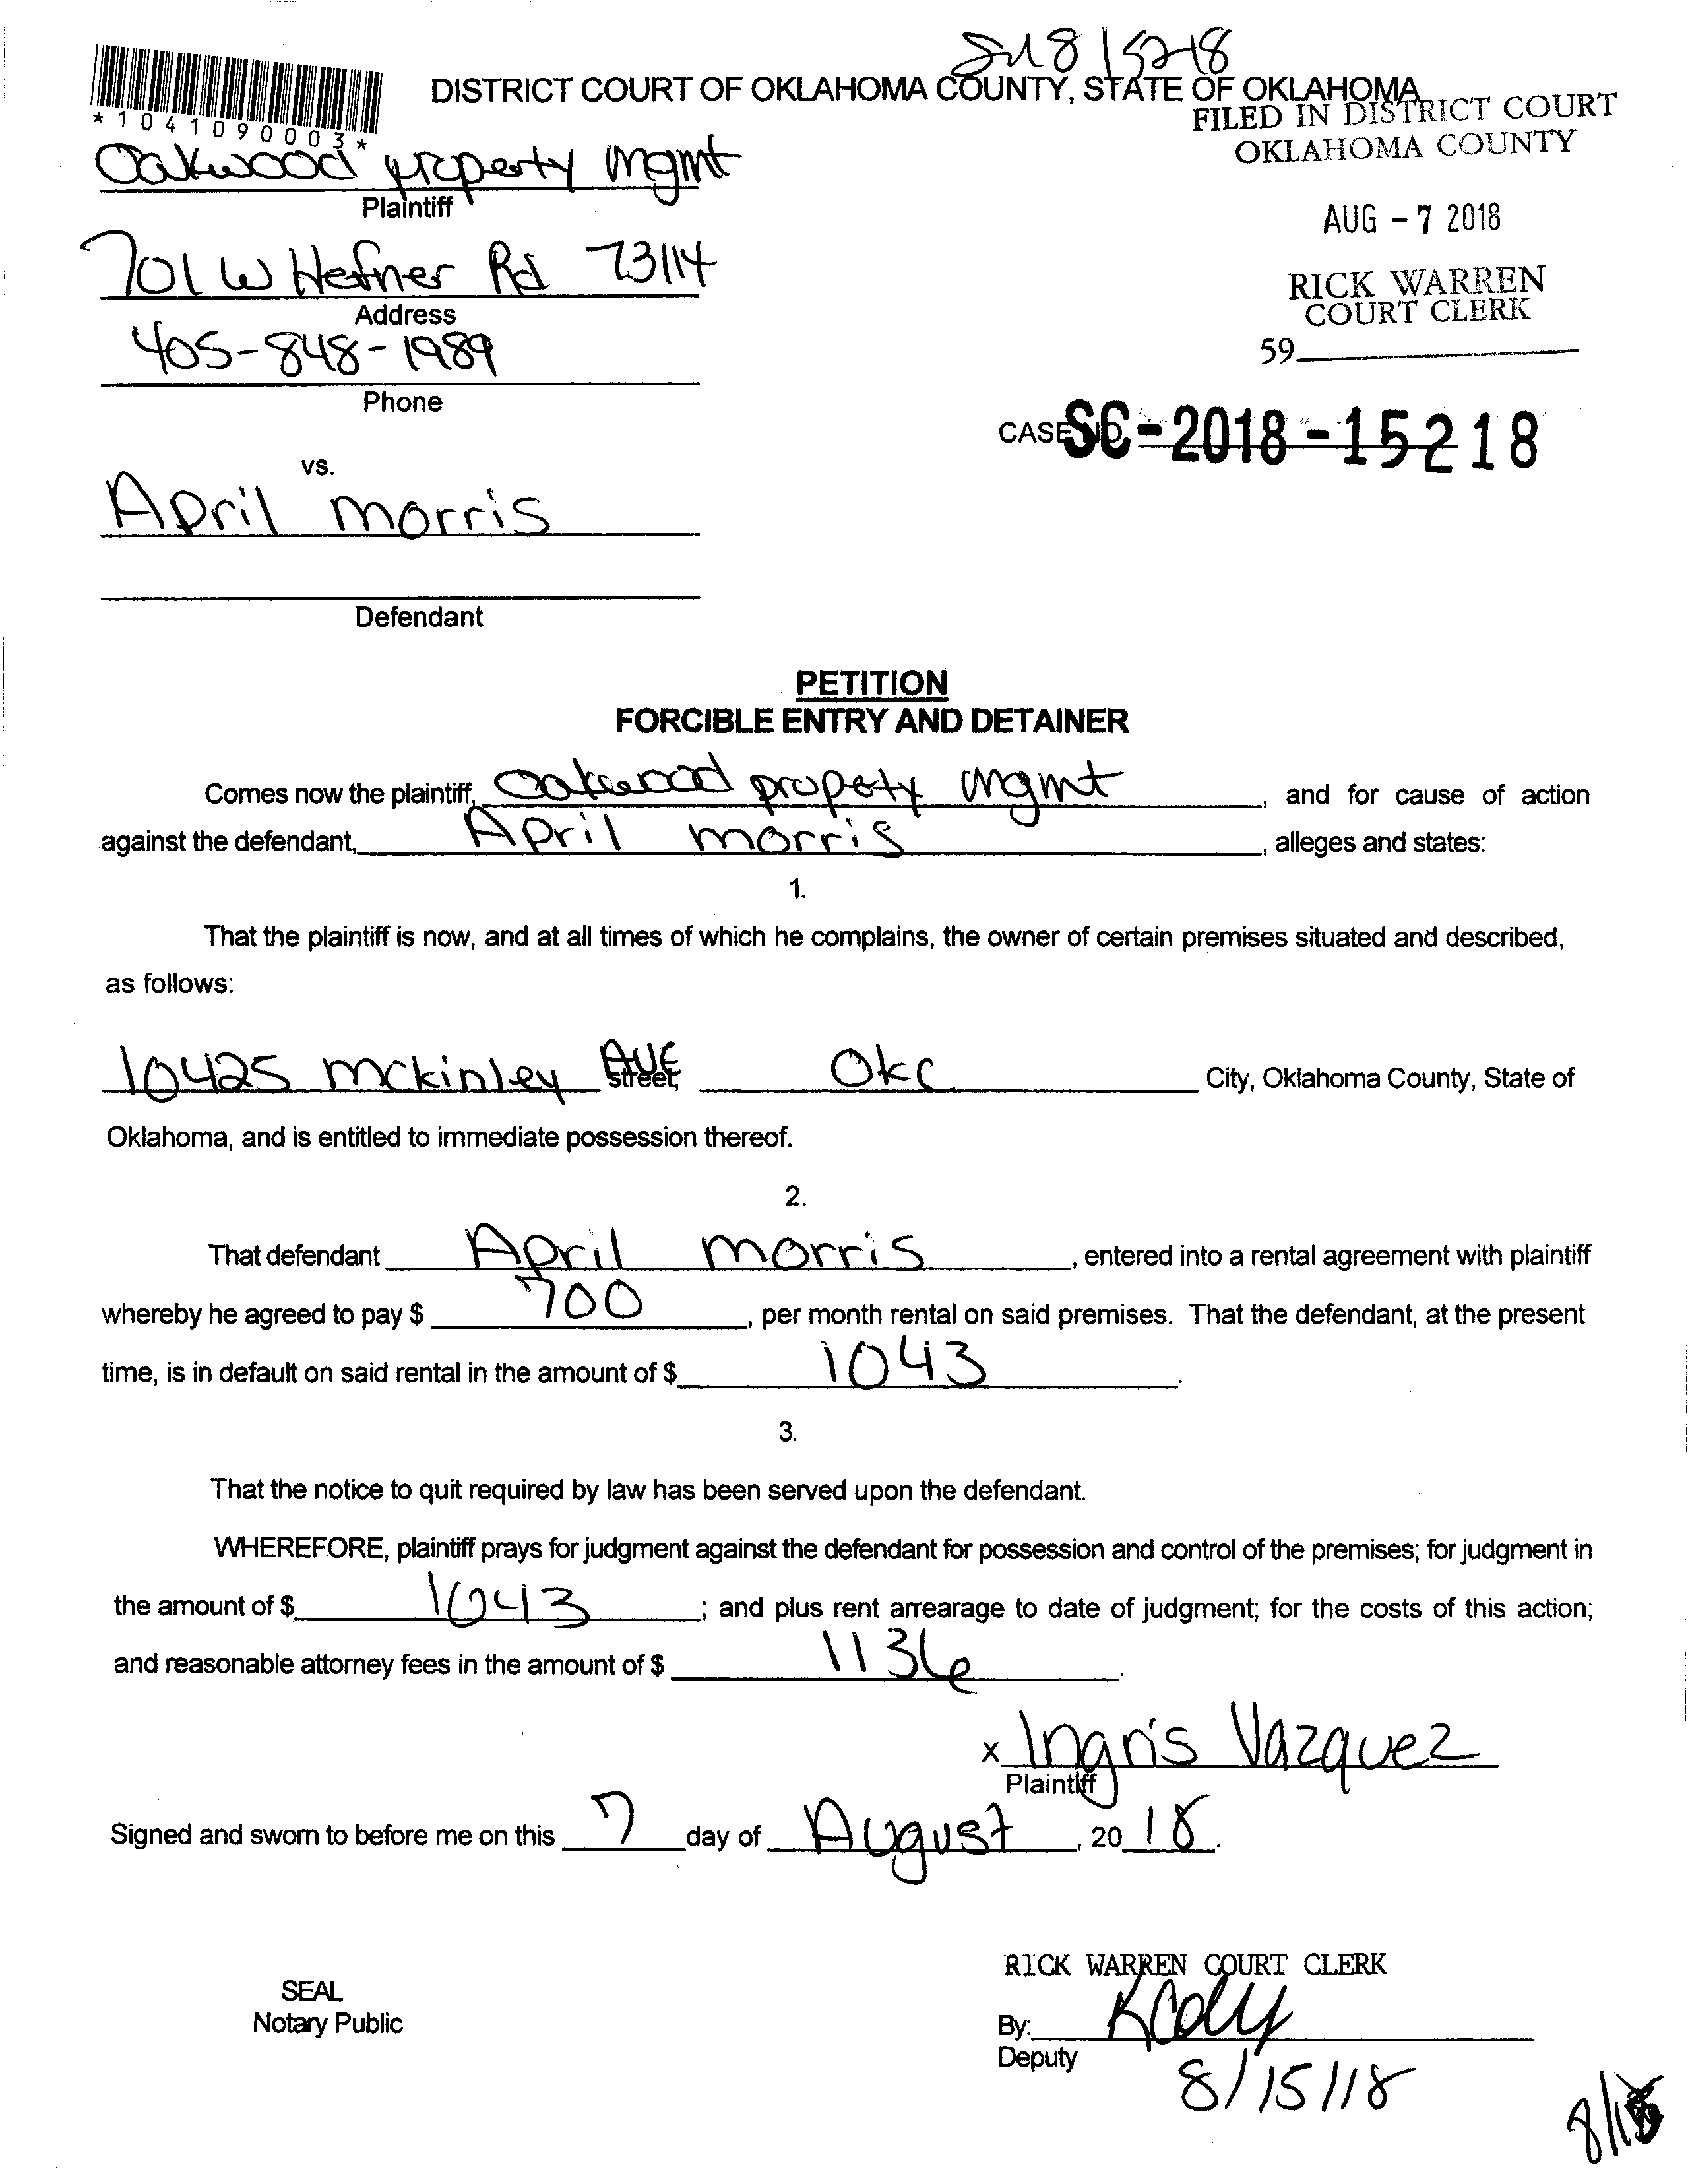 DISTRICT COURT OF OKLAHOMA COUNTY, STATE OF OKLAHOMA
*1041090003*
FILED IN DISTRICT COURT
OKLAHOMA COUNTY
Oakwood property mgmt
Plaintiff
AUG - 7 2018
701 W Hefner Rd 73114
Address
RICK WARREN
COURT CLERK
405-848-1989
59
Phone
CASE NO. SC-2018-15218
vs.
April morris
Defendant
PETITION
FORCIBLE ENTRY AND DETAINER
Comes now the plaintiff, Oakwood propety mgmt, and for cause of action
against the defendant, April morris, alleges and states:
1.
That the plaintiff is now, and at all times of which he complains, the owner of certain premises situated and described,
as follows:
10425 mckinley AVE Street, OKC City, Oklahoma County, State of
Oklahoma, and is entitled to immediate possession thereof.
2.
That defendant April morris, entered into a rental agreement with plaintiff
whereby he agreed to pay $ 700, per month rental on said premises. That the defendant, at the present
time, is in default on said rental in the amount of $ 1043.
3.
That the notice to quit required by law has been served upon the defendant.
WHEREFORE, plaintiff prays for judgment against the defendant for possession and control of the premises; for judgment in
the amount of $ 1043; and plus rent arrearage to date of judgment; for the costs of this action;
and reasonable attorney fees in the amount of $ 1136.
x Ingris Vazquez
Plaintiff
Signed and sworn to before me on this 7 day of August, 2018.
RICK WARREN COURT CLERK
SEAL
Notary Public
By:
Deputy
8/15/18